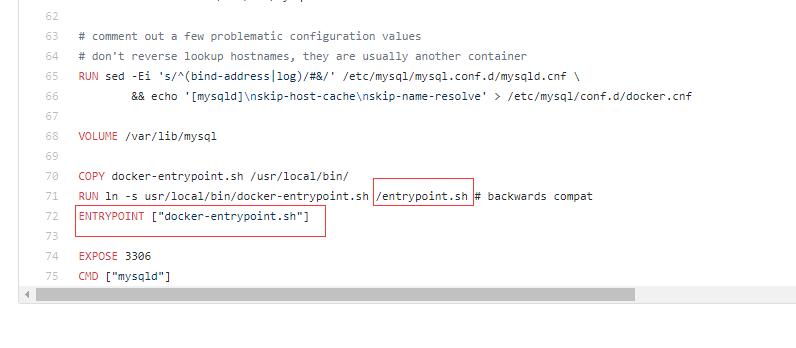 62
63 # comment out a few problematic configuration values
64 # don't reverse lookup hostnames, they are usually another container
65 RUN sed -Ei 's/^(bind-address|log)/#&/' /etc/mysql/mysql.conf.d/mysqld.cnf \
66 && echo '[mysqld]\nskip-host-cache\nskip-name-resolve' > /etc/mysql/conf.d/docker.cnf
67
68 VOLUME /var/lib/mysql
69
70 COPY docker-entrypoint.sh /usr/local/bin/
71 RUN ln -s usr/local/bin/docker-entrypoint.sh /entrypoint.sh # backwards compat
72 ENTRYPOINT ["docker-entrypoint.sh"]
73
74 EXPOSE 3306
75 CMD ["mysqld"]